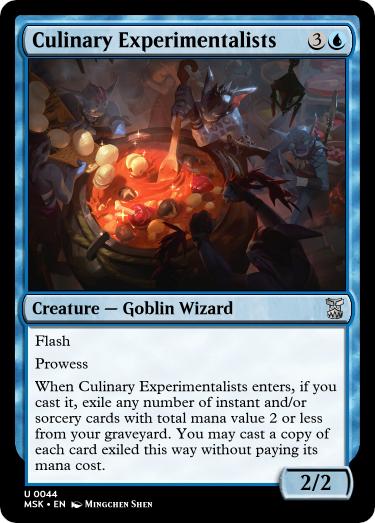 Culinary Experimentalists 3
Creature — Goblin Wizard
Flash
Prowess
When Culinary Experimentalists enters, if you
cast it, exile any number of instant and/or
sorcery cards with total mana value 2 or less
from your graveyard. You may cast a copy of
each card exiled this way without paying its
mana cost.
2/2
U 0044
MSK • EN Mingchen Shen